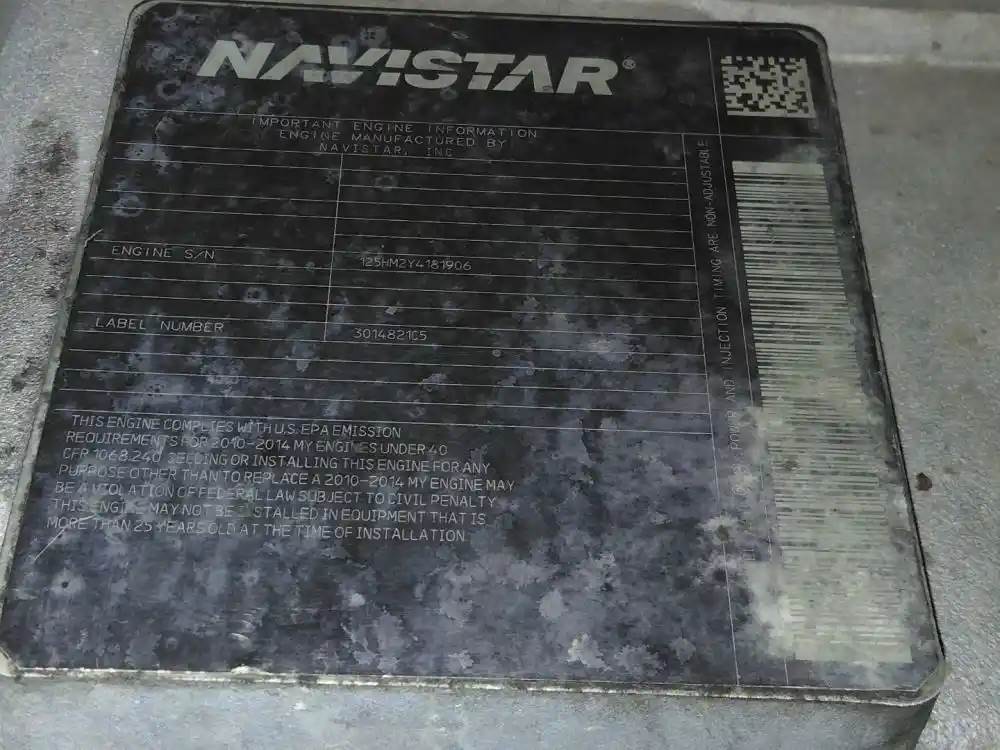 NAVISTAR®
IMPORTANT ENGINE INFORMATION
ENGINE MANUFACTURED BY
NAVISTAR, INC
ENGINE S/N
125HM2Y4181906
LABEL NUMBER
3014821C5
THIS ENGINE COMPLIES WITH U.S. EPA EMISSION
REQUIREMENTS FOR 2010-2014 MY ENGINES UNDER 40
CFR 1068.240 SELLING OR INSTALLING THIS ENGINE FOR ANY
PURPOSE OTHER THAN TO REPLACE A 2010-2014 MY ENGINE MAY
BE A VIOLATION OF FEDERAL LAW SUBJECT TO CIVIL PENALTY
THIS ENGINE MAY NOT BE INSTALLED IN EQUIPMENT THAT IS
MORE THAN 25 YEARS OLD AT THE TIME OF INSTALLATION
POWER AND INJECTION TIMING ARE NON-ADJUSTABLE